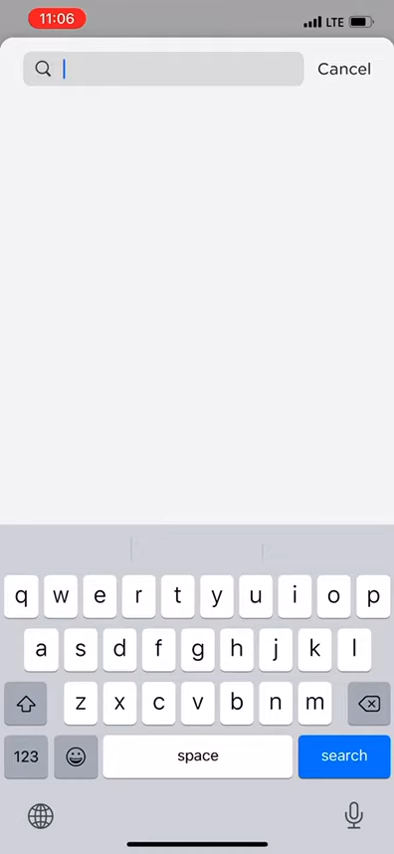 11:06 LTE
Cancel
q w e r t y u i o p
a s d f g h j k l
z x c v b n m
123 space search